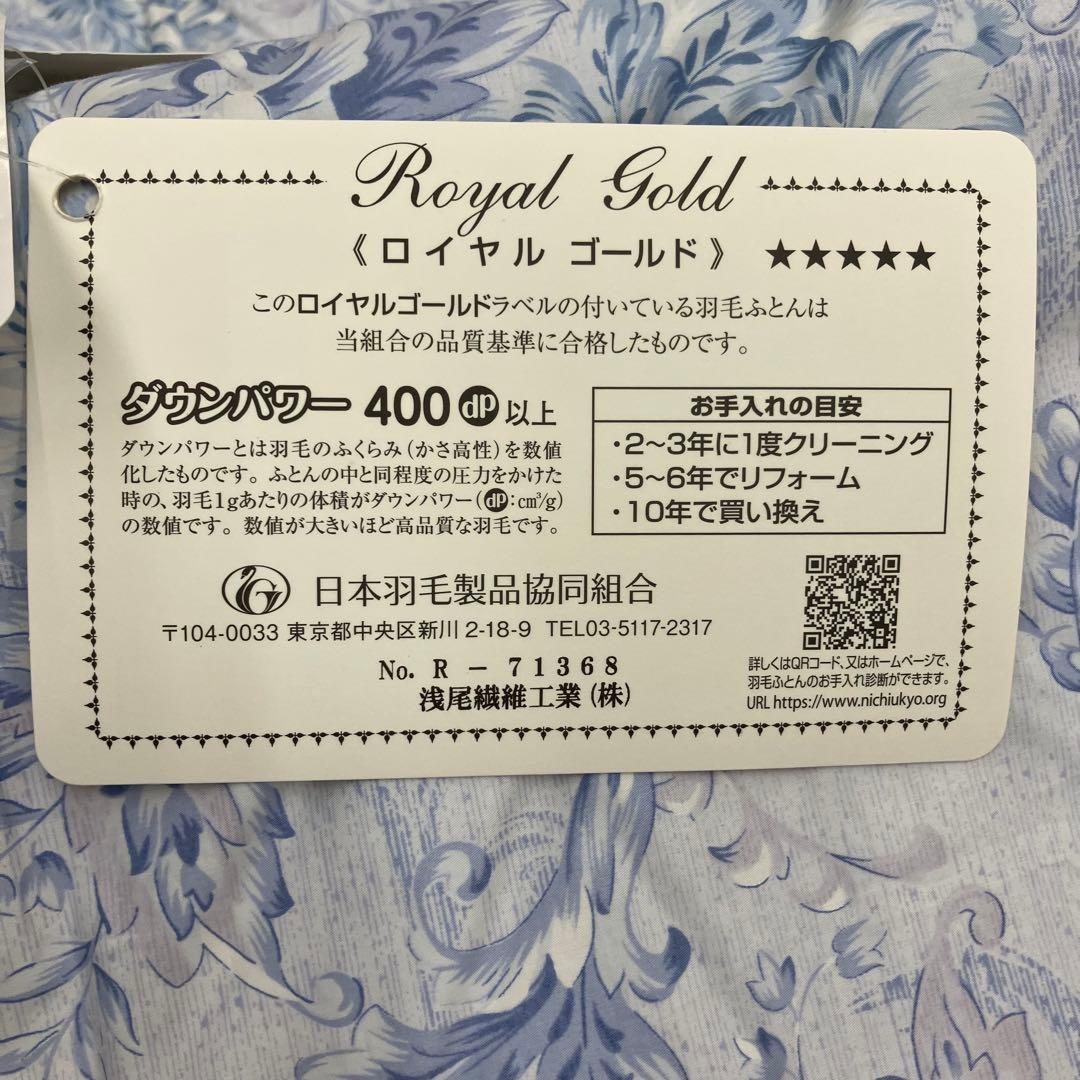 Royal Gold
《ロイヤル ゴールド》 ★★★★★
このロイヤルゴールドラベルの付いている羽毛ふとんは
当組合の品質基準に合格したものです。
ダウンパワー 400 dp 以上
ダウンパワーとは羽毛のふくらみ(かさ高性)を数値
化したものです。ふとんの中と同程度の圧力をかけた
時の、羽毛1gあたりの体積がダウンパワー(dp:cm³/g)
の数値です。数値が大きいほど高品質な羽毛です。
お手入れの目安
・2〜3年に1度クリーニング
・5〜6年でリフォーム
・10年で買い換え
日本羽毛製品協同組合
〒104-0033 東京都中央区新川2-18-9 TEL03-5117-2317
No. R − 71368
浅尾繊維工業(株)
詳しくはQRコード、又はホームページで、
羽毛ふとんのお手入れ診断ができます。
URL https://www.nichiukyo.org